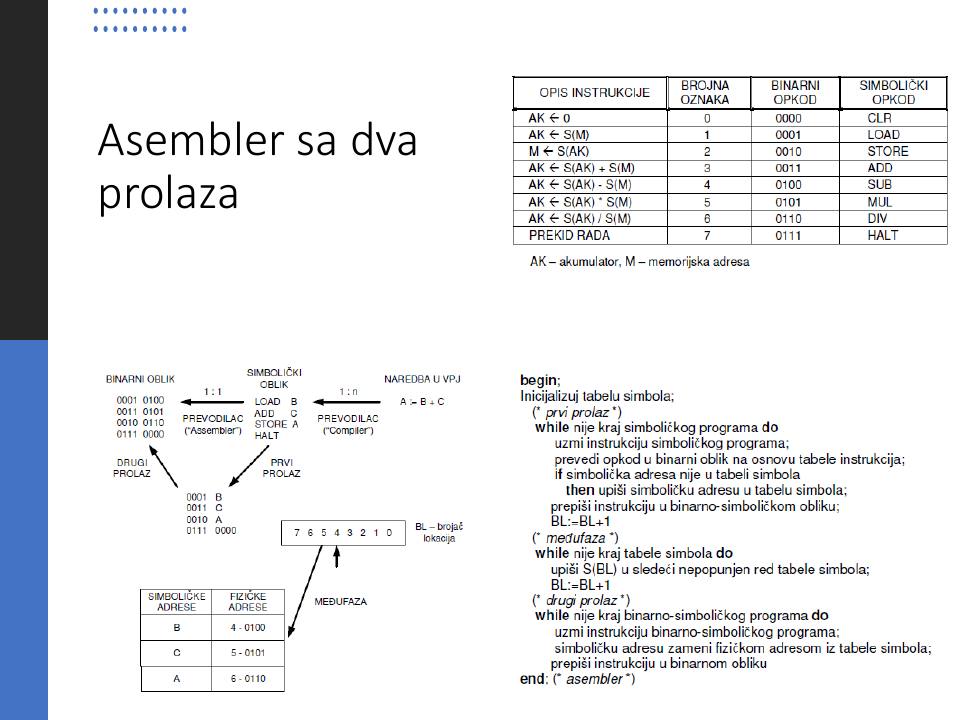 Asembler sa dva
prolaza
OPIS INSTRUKCIJE BROJNA OZNAKA BINARNI OPKOD SIMBOLIČKI OPKOD
AK ← 0 0 0000 CLR
AK ← S(M) 1 0001 LOAD
M ← S(AK) 2 0010 STORE
AK ← S(AK) + S(M) 3 0011 ADD
AK ← S(AK) - S(M) 4 0100 SUB
AK ← S(AK) * S(M) 5 0101 MUL
AK ← S(AK) / S(M) 6 0110 DIV
PREKID RADA 7 0111 HALT
AK – akumulator, M – memorijska adresa
BINARNI OBLIK
0001 0100
0011 0101
0010 0110
0111 0000
1 : 1
PREVODILAC
("Assembler")
SIMBOLIČKI
OBLIK
LOAD B
ADD C
STORE A
HALT
1 : n
PREVODILAC
("Compiler")
NAREDBA U VPJ
A := B + C
DRUGI
PROLAZ
PRVI
PROLAZ
0001 B
0011 C
0010 A
0111 0000
7 6 5 4 3 2 1 0
BL – brojač
lokacija
MEĐUFAZA
SIMBOLIČKE ADRESE FIZIČKE ADRESE
B 4 - 0100
C 5 - 0101
A 6 - 0110
begin;
Inicijalizuj tabelu simbola;
(* prvi prolaz *)
while nije kraj simboličkog programa do
uzmi instrukciju simboličkog programa;
prevedi opkod u binarni oblik na osnovu tabele instrukcija;
if simbolička adresa nije u tabeli simbola
then upiši simboličku adresu u tabelu simbola;
prepiši instrukciju u binarno-simboličkom obliku;
BL:=BL+1
(* međufaza *)
while nije kraj tabele simbola do
upiši S(BL) u sledeći nepopunjen red tabele simbola;
BL:=BL+1
(* drugi prolaz *)
while nije kraj binarno-simboličkog programa do
uzmi instrukciju binarno-simboličkog programa;
simboličku adresu zameni fizičkom adresom iz tabele simbola;
prepiši instrukciju u binarnom obliku
end; (* asembler *)